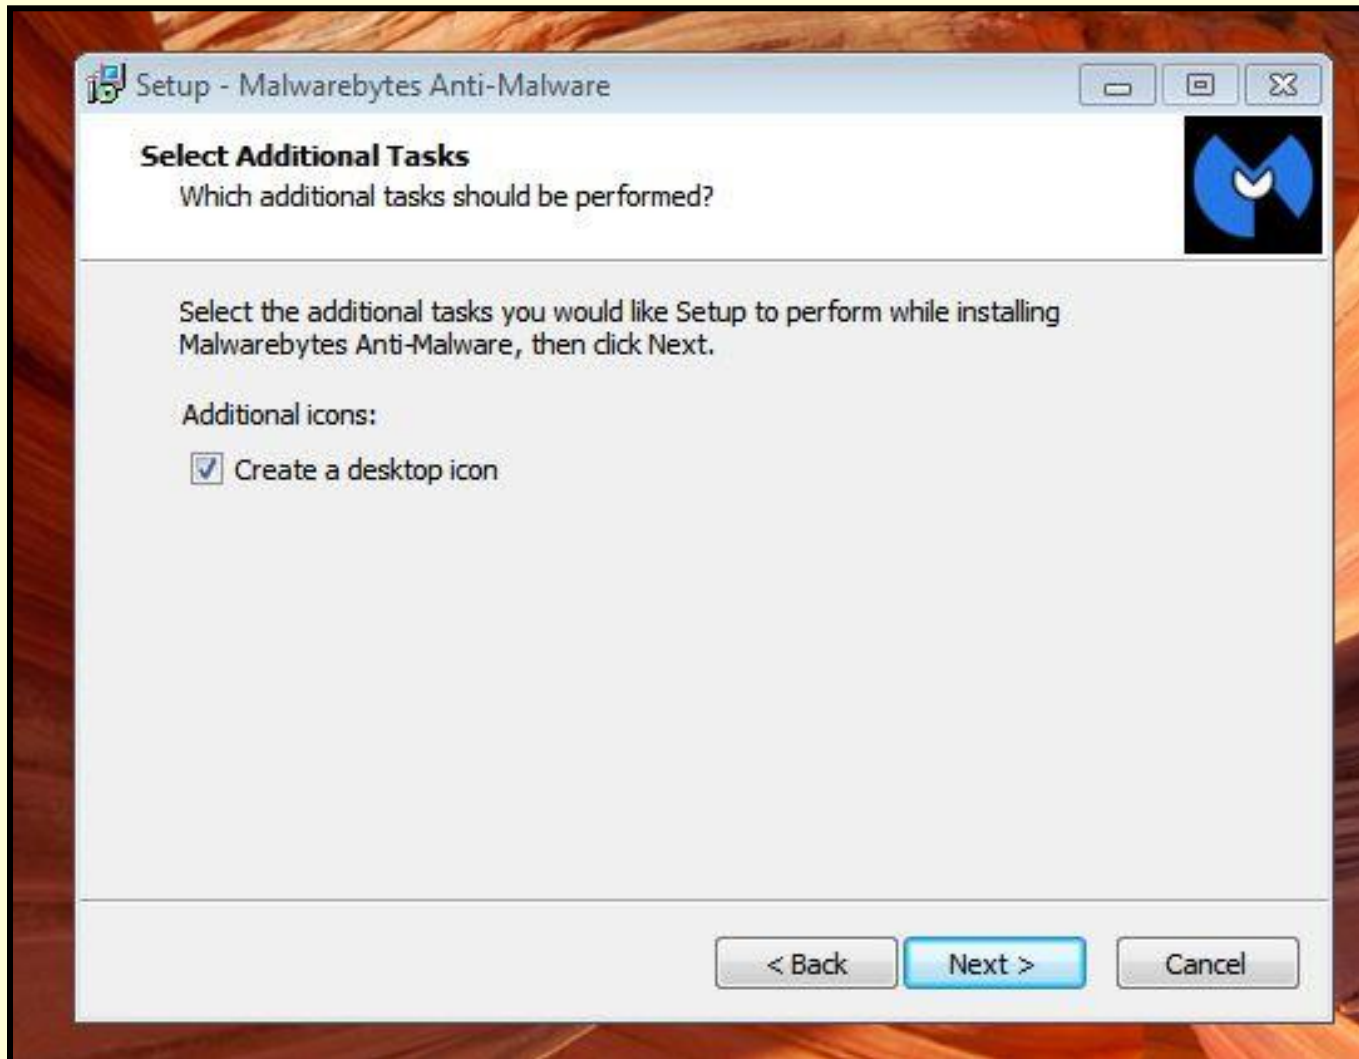 Setup - Malwarebytes Anti-Malware
Select Additional Tasks
Which additional tasks should be performed?
Select the additional tasks you would like Setup to perform while installing
Malwarebytes Anti-Malware, then click Next.
Additional icons:
Create a desktop icon
< Back
Next >
Cancel